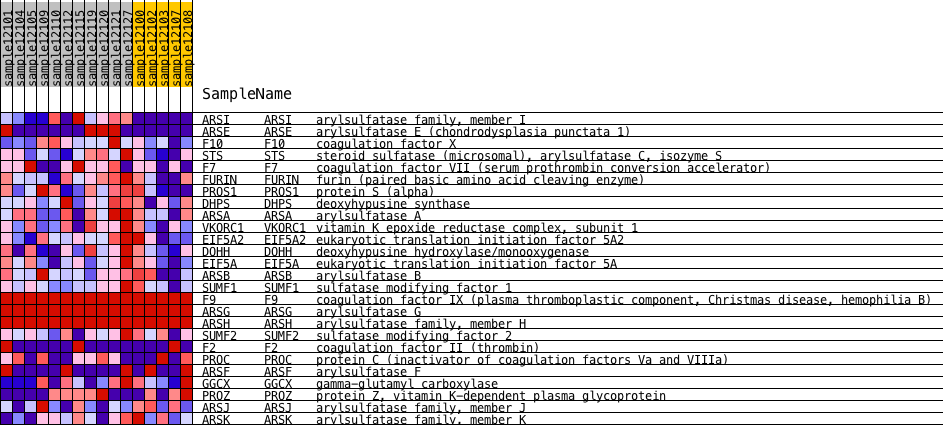 sample12101
sample12104
sample12105
sample12109
sample12110
sample12112
sample12115
sample12119
sample12120
sample12121
sample12127
sample12100
sample12102
sample12103
sample12107
sample12108
SampleName
ARSI ARSI arylsulfatase family, member I
ARSE ARSE arylsulfatase E (chondrodysplasia punctata 1)
F10 F10 coagulation factor X
STS STS steroid sulfatase (microsomal), arylsulfatase C, isozyme S
F7 F7 coagulation factor VII (serum prothrombin conversion accelerator)
FURIN FURIN furin (paired basic amino acid cleaving enzyme)
PROS1 PROS1 protein S (alpha)
DHPS DHPS deoxyhypusine synthase
ARSA ARSA arylsulfatase A
VKORC1 VKORC1 vitamin K epoxide reductase complex, subunit 1
EIF5A2 EIF5A2 eukaryotic translation initiation factor 5A2
DOHH DOHH deoxyhypusine hydroxylase/monooxygenase
EIF5A EIF5A eukaryotic translation initiation factor 5A
ARSB ARSB arylsulfatase B
SUMF1 SUMF1 sulfatase modifying factor 1
F9 F9 coagulation factor IX (plasma thromboplastic component, Christmas disease, hemophilia B)
ARSG ARSG arylsulfatase G
ARSH ARSH arylsulfatase family, member H
SUMF2 SUMF2 sulfatase modifying factor 2
F2 F2 coagulation factor II (thrombin)
PROC PROC protein C (inactivator of coagulation factors Va and VIIIa)
ARSF ARSF arylsulfatase F
GGCX GGCX gamma-glutamyl carboxylase
PROZ PROZ protein Z, vitamin K-dependent plasma glycoprotein
ARSJ ARSJ arylsulfatase family, member J
ARSK ARSK arylsulfatase family, member K